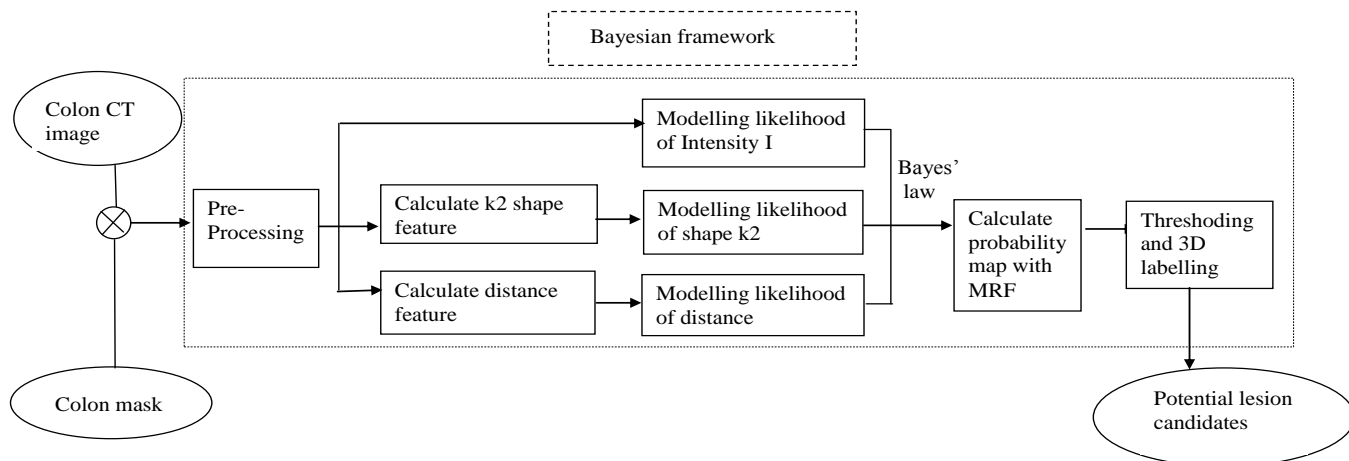 Bayesian framework
Colon CT
image
Modelling likelihood
of Intensity I
Bayes'
law
Pre-
Processing
Calculate k2 shape
feature
Modelling likelihood
of shape k2
Calculate
probability
map with
MRF
Thresholding
and 3D
labelling
Calculate distance
feature
Modelling likelihood
of distance
Colon mask
Potential lesion
candidates